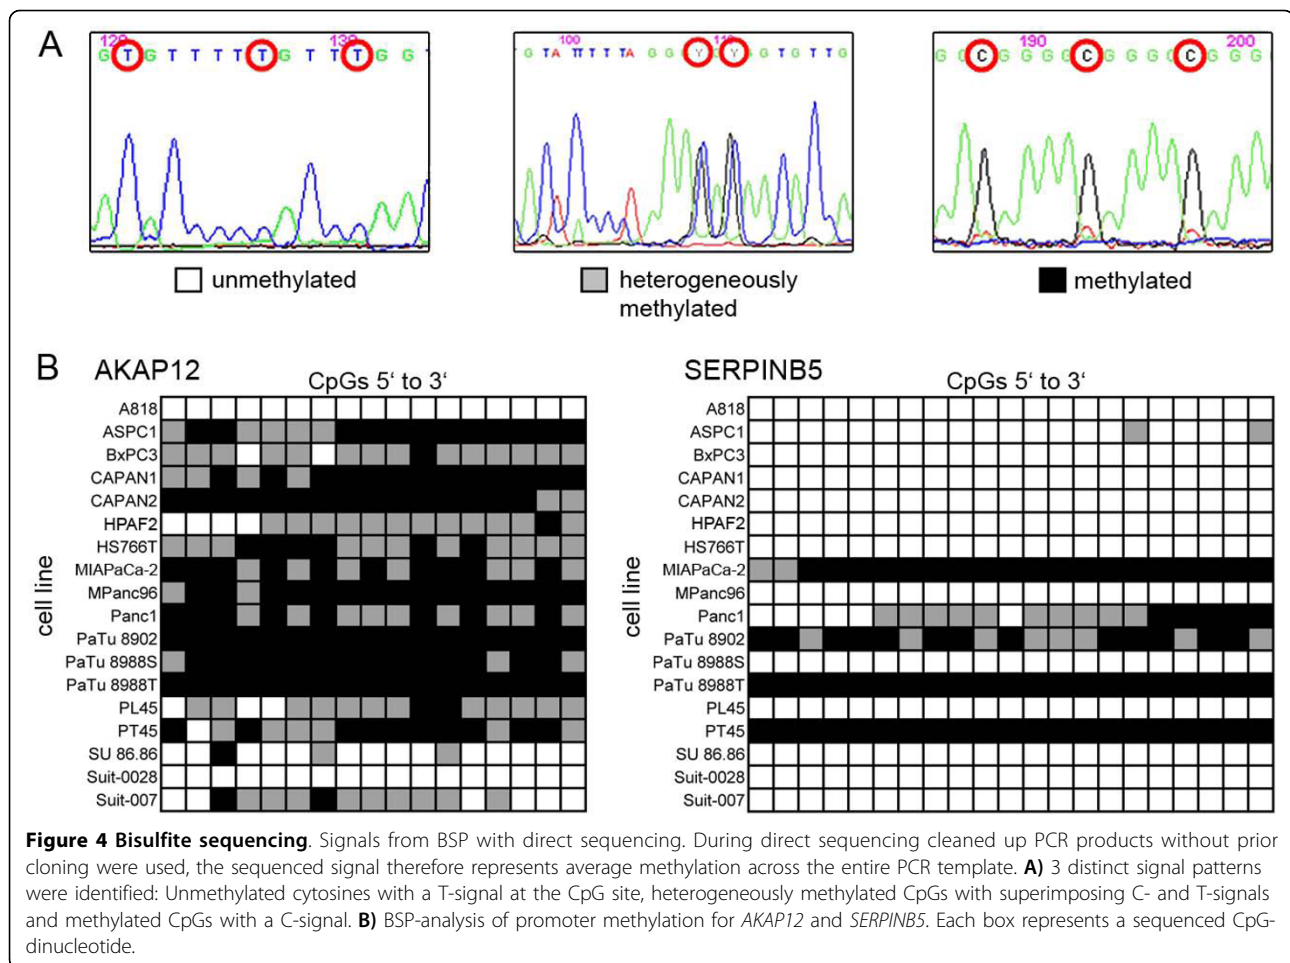 A
120 130
G T G T T T T T G T T T G G
100 110
G T A T T T T T A G G G Y G Y G G T G T T G
190 200
G C C G G G G C G G G C C G G G
unmethylated
heterogeneously
methylated
methylated
B AKAP12
CpGs 5‘ to 3‘
SERPINB5
CpGs 5‘ to 3‘
cell line
A818
ASPC1
BxPC3
CAPAN1
CAPAN2
HPAF2
HS766T
MIAPaCa-2
MPanc96
Panc1
PaTu 8902
PaTu 8988S
PaTu 8988T
PL45
PT45
SU 86.86
Suit-0028
Suit-007
cell line
A818
ASPC1
BxPC3
CAPAN1
CAPAN2
HPAF2
HS766T
MIAPaCa-2
MPanc96
Panc1
PaTu 8902
PaTu 8988S
PaTu 8988T
PL45
PT45
SU 86.86
Suit-0028
Suit-007
Figure 4 Bisulfite sequencing. Signals from BSP with direct sequencing. During direct sequencing cleaned up PCR products without prior
cloning were used, the sequenced signal therefore represents average methylation across the entire PCR template. A) 3 distinct signal patterns
were identified: Unmethylated cytosines with a T-signal at the CpG site, heterogeneously methylated CpGs with superimposing C- and T-signals
and methylated CpGs with a C-signal. B) BSP-analysis of promoter methylation for AKAP12 and SERPINB5. Each box represents a sequenced CpG-
dinucleotide.